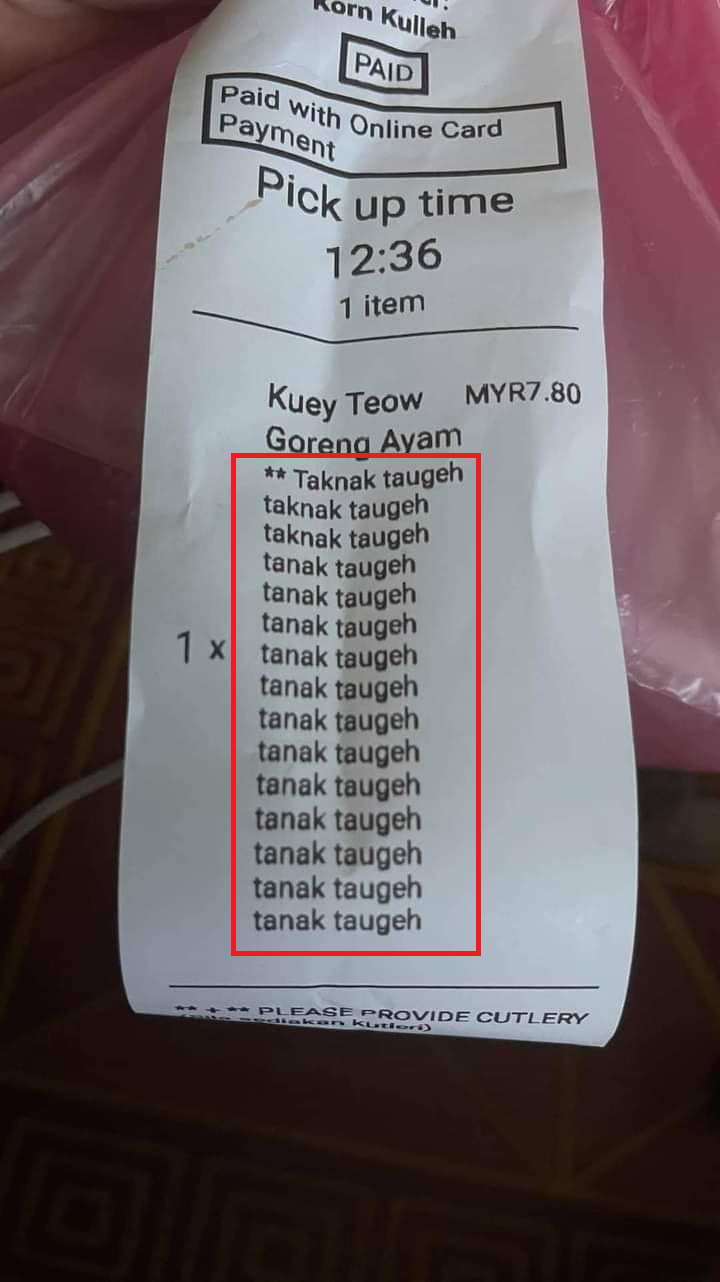 Korn Kulleh
PAID
Paid with Online Card
Payment
Pick up time
12:36
1 item
Kuey Teow MYR7.80
Goreng Ayam
** Taknak taugeh
taknak taugeh
taknak taugeh
tanak taugeh
tanak taugeh
tanak taugeh
1 x tanak taugeh
tanak taugeh
tanak taugeh
tanak taugeh
tanak taugeh
tanak taugeh
tanak taugeh
tanak taugeh
tanak taugeh
** + ** PLEASE PROVIDE CUTLERY
sediakan kutleri)